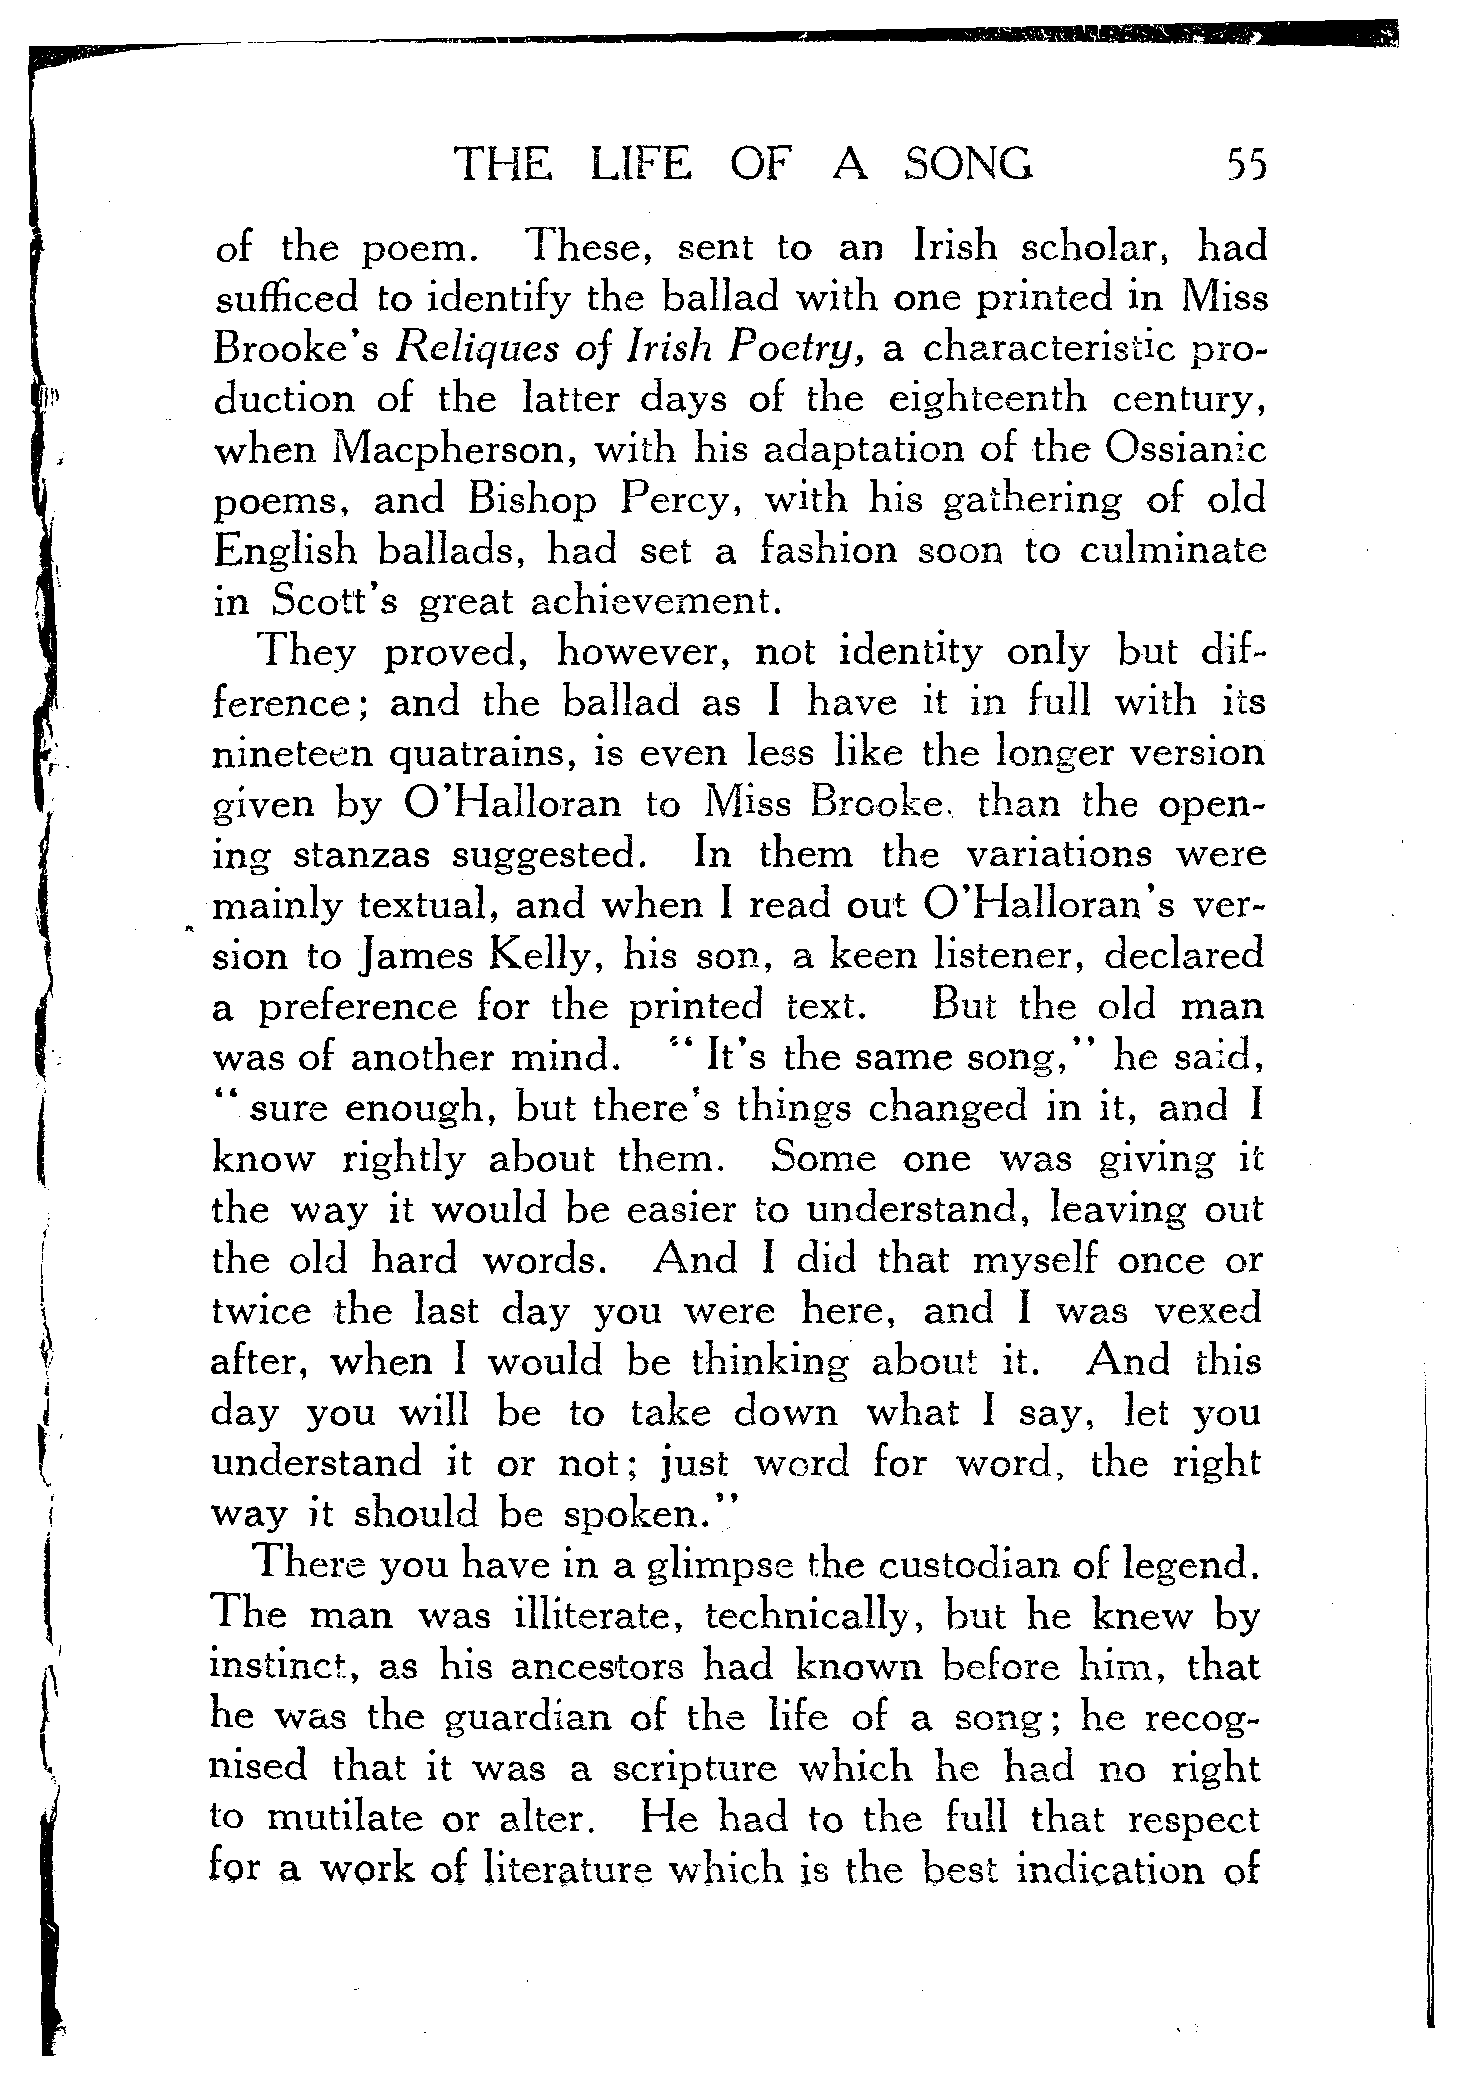 THE LIFE OF A SONG 55
of the poem. These, sent to an Irish scholar, had
sufficed to identify the ballad with one printed in Miss
Brooke's Reliques of Irish Poetry, a characteristic pro-
duction of the latter days of the eighteenth century,
when Macpherson, with his adaptation of the Ossianic
poems, and Bishop Percy, with his gathering of old
English ballads, had set a fashion soon to culminate
in Scott's great achievement.
They proved, however, not identity only but dif-
ference; and the ballad as I have it in full with its
nineteen quatrains, is even less like the longer version
given by O'Halloran to Miss Brooke, than the open-
ing stanzas suggested. In them the variations were
mainly textual, and when I read out O'Halloran's ver-
sion to James Kelly, his son, a keen listener, declared
a preference for the printed text. But the old man
was of another mind. "It's the same song," he said,
"sure enough, but there's things changed in it, and I
know rightly about them. Some one was giving it
the way it would be easier to understand, leaving out
the old hard words. And I did that myself once or
twice the last day you were here, and I was vexed
after, when I would be thinking about it. And this
day you will be to take down what I say, let you
understand it or not; just word for word, the right
way it should be spoken."
There you have in a glimpse the custodian of legend.
The man was illiterate, technically, but he knew by
instinct, as his ancestors had known before him, that
he was the guardian of the life of a song; he recog-
nised that it was a scripture which he had no right
to mutilate or alter. He had to the full that respect
for a work of literature which is the best indication of